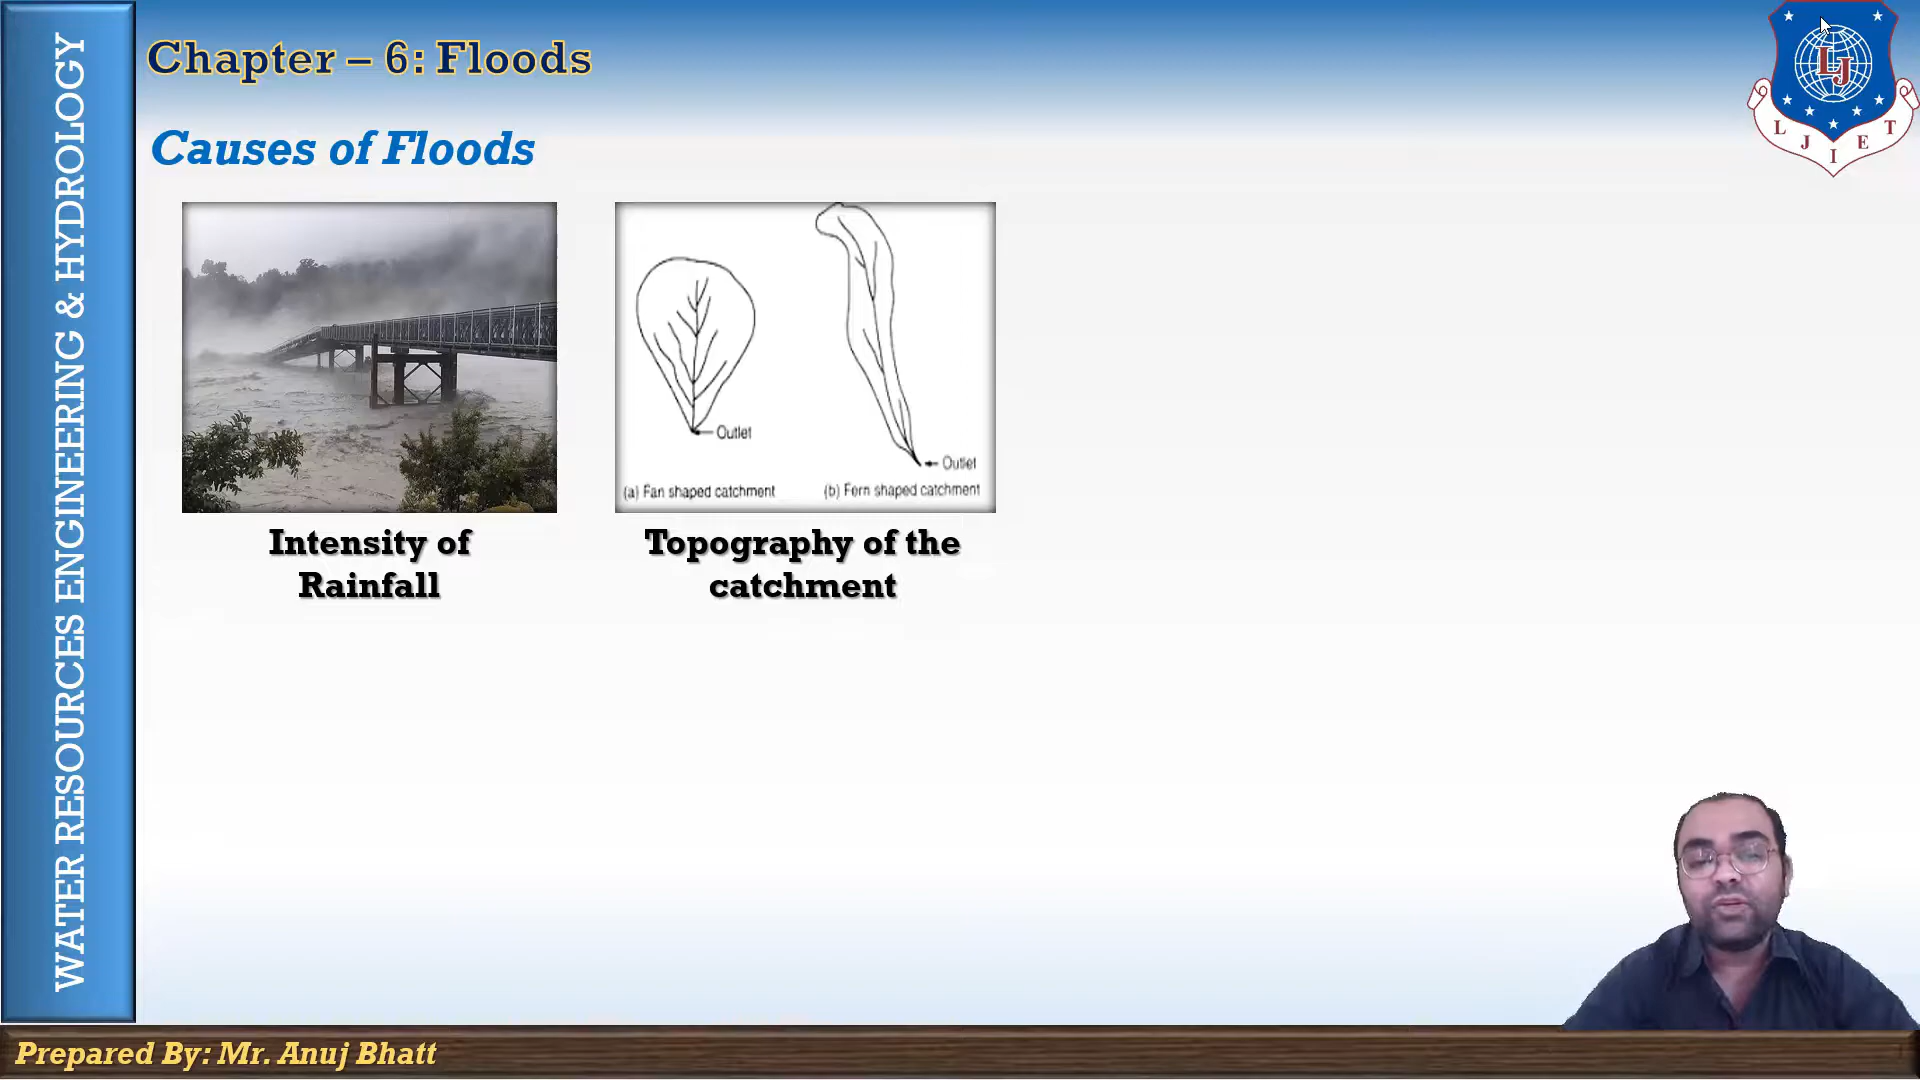 WATER RESOURCES ENGINEERING & HYDROLOGY
Chapter – 6: Floods
Causes of Floods
LJ
L J I E T
Outlet
Outlet
(a) Fan shaped catchment
(b) Fern shaped catchment
Intensity of
Rainfall
Topography of the
catchment
Prepared By: Mr. Anuj Bhatt